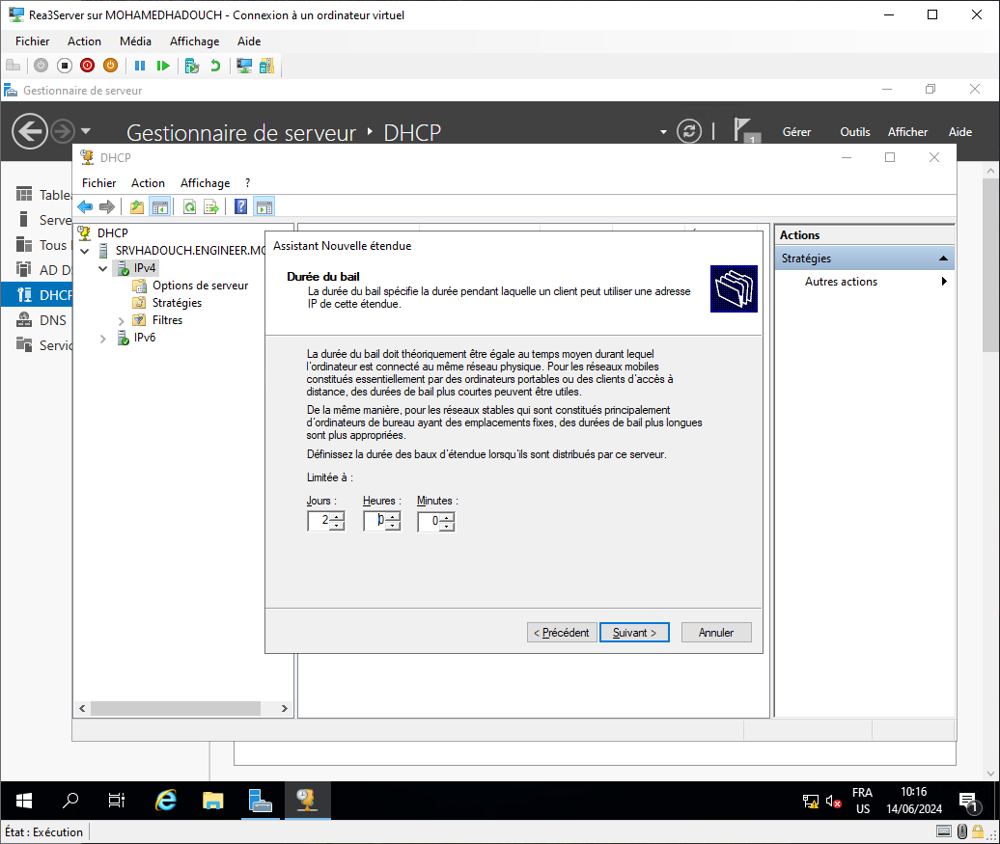 Rea3Server sur MOHAMEDHADOUCH - Connexion à un ordinateur virtuel
Fichier Action Média Affichage Aide
Gestionnaire de serveur
Gestionnaire de serveur DHCP
1
Gérer Outils Afficher Aide
DHCP
Fichier Action Affichage ?
Table
Serve
Tous
AD D
DHCP
DNS
Servic
DHCP
SRVHADOUCH.ENGINEER.MO
IPv4
Options de serveur
Stratégies
Filtres
IPv6
Assistant Nouvelle étendue
Durée du bail
La durée du bail spécifie la durée pendant laquelle un client peut utiliser une adresse
IP de cette étendue.
La durée du bail doit théoriquement être égale au temps moyen durant lequel
l'ordinateur est connecté au même réseau physique. Pour les réseaux mobiles
constitués essentiellement par des ordinateurs portables ou des clients d'accès à
distance, des durées de bail plus courtes peuvent être utiles.
De la même manière, pour les réseaux stables qui sont constitués principalement
d'ordinateurs de bureau ayant des emplacements fixes, des durées de bail plus longues
sont plus appropriées.
Définissez la durée des baux d'étendue lorsqu'ils sont distribués par ce serveur.
Limitée à :
Jours : Heures : Minutes :
2 0 0
< Précédent Suivant > Annuler
Actions
Stratégies
Autres actions
FRA
US
10:16
14/06/2024
1
État : Exécution